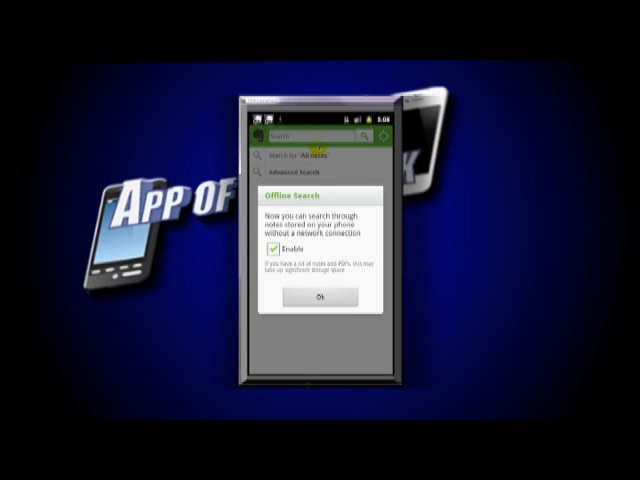 3:08
Search
Search for "All notes"
Advanced Search
APP OF
K
Offline Search
Now you can search through
notes stored on your phone
without a network connection
Enable
If you have a lot of notes and PDFs, this may
take up significant storage space
Ok